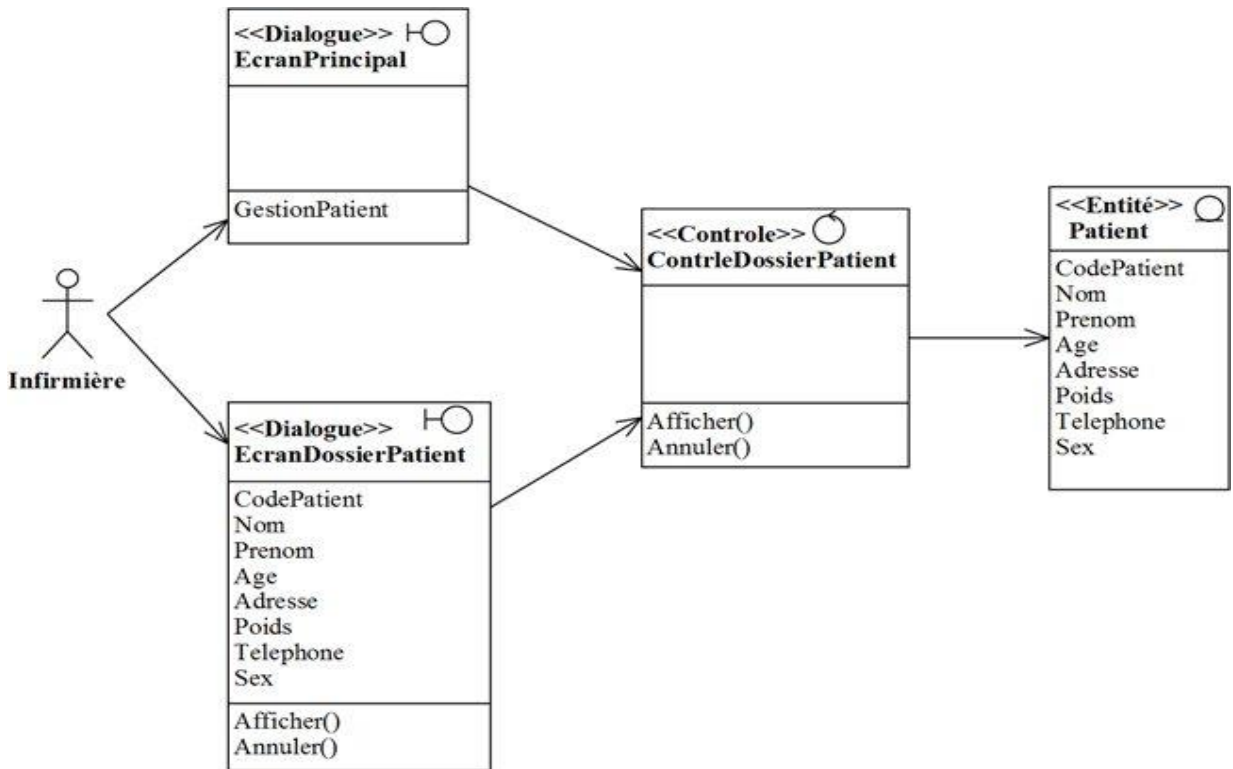 <<Dialogue>>
EcranPrincipal
GestionPatient
Infirmière
<<Dialogue>>
EcranDossierPatient
CodePatient
Nom
Prenom
Age
Adresse
Poids
Telephone
Sex
Afficher()
Annuler()
<<Controle>>
ContrleDossierPatient
Afficher()
Annuler()
<<Entité>>
Patient
CodePatient
Nom
Prenom
Age
Adresse
Poids
Telephone
Sex